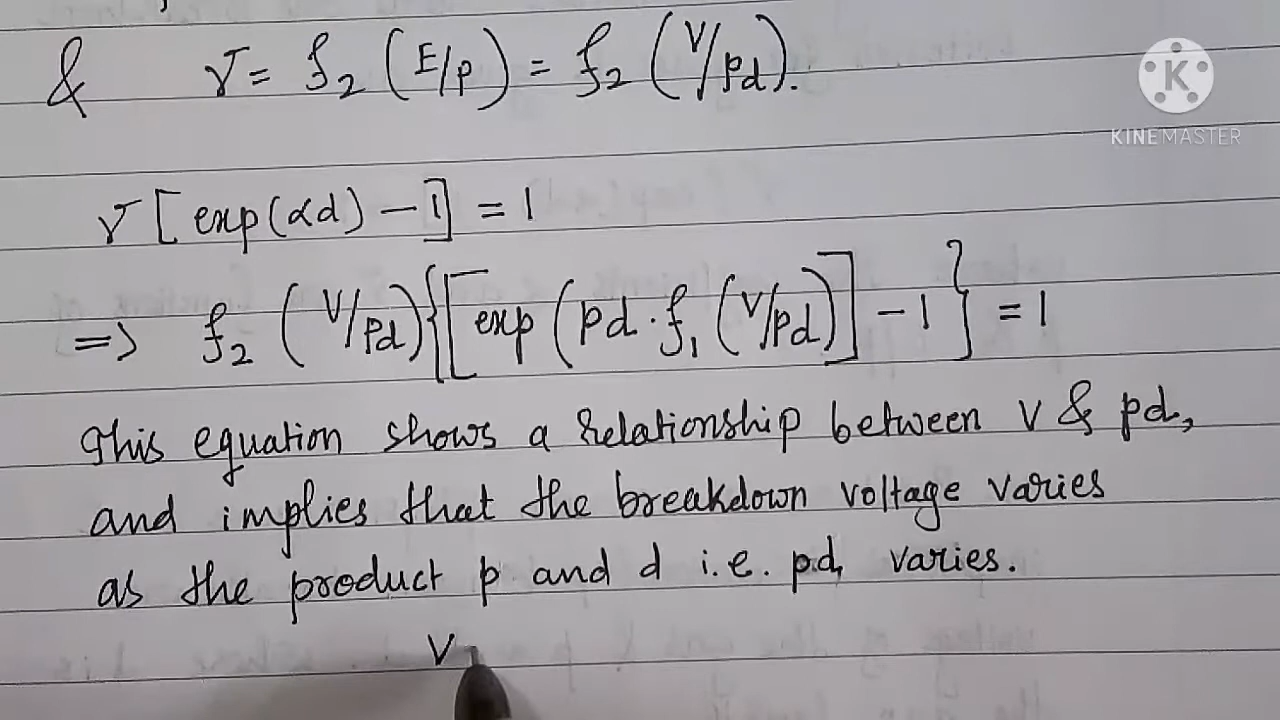 & γ = f₂ (E/p) = f₂ (V/pd).
KINEMASTER
γ [exp(αd) – 1] = 1
=> f₂ (V/pd) {[exp (pd · f₁ (V/pd)] – 1} = 1
This equation shows a relationship between V & pd,
and implies that the breakdown voltage varies
as the product p and d i.e. pd, varies.
V